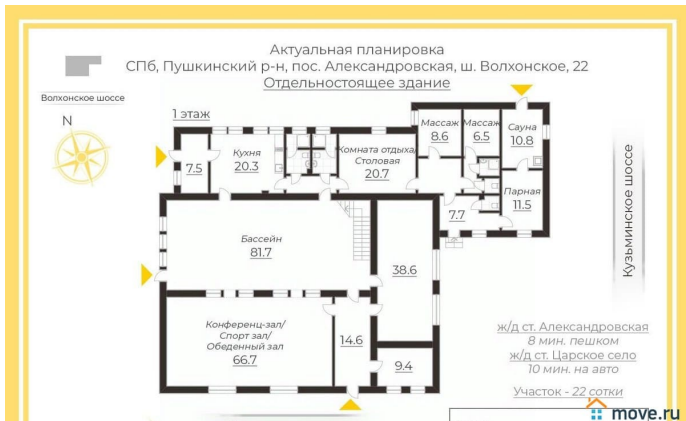 Актуальная планировка
СПб, Пушкинский р-н, пос. Александровская, ш. Волхонское, 22
Отдельностоящее здание
Волхонское шоссе
N
1 этаж
7.5
Кухня
20.3
Комната отдыха/
Столовая
20.7
Массаж
8.6
Массаж
6.5
Сауна
10.8
Парная
11.5
7.7
Бассейн
81.7
38.6
Конференц-зал/
Спорт зал/
Обеденный зал
66.7
14.6
9.4
Кузьминское шоссе
ж/д ст. Александровская
8 мин. пешком
ж/д ст. Царское село
10 мин. на авто
Участок - 22 сотки
move.ru